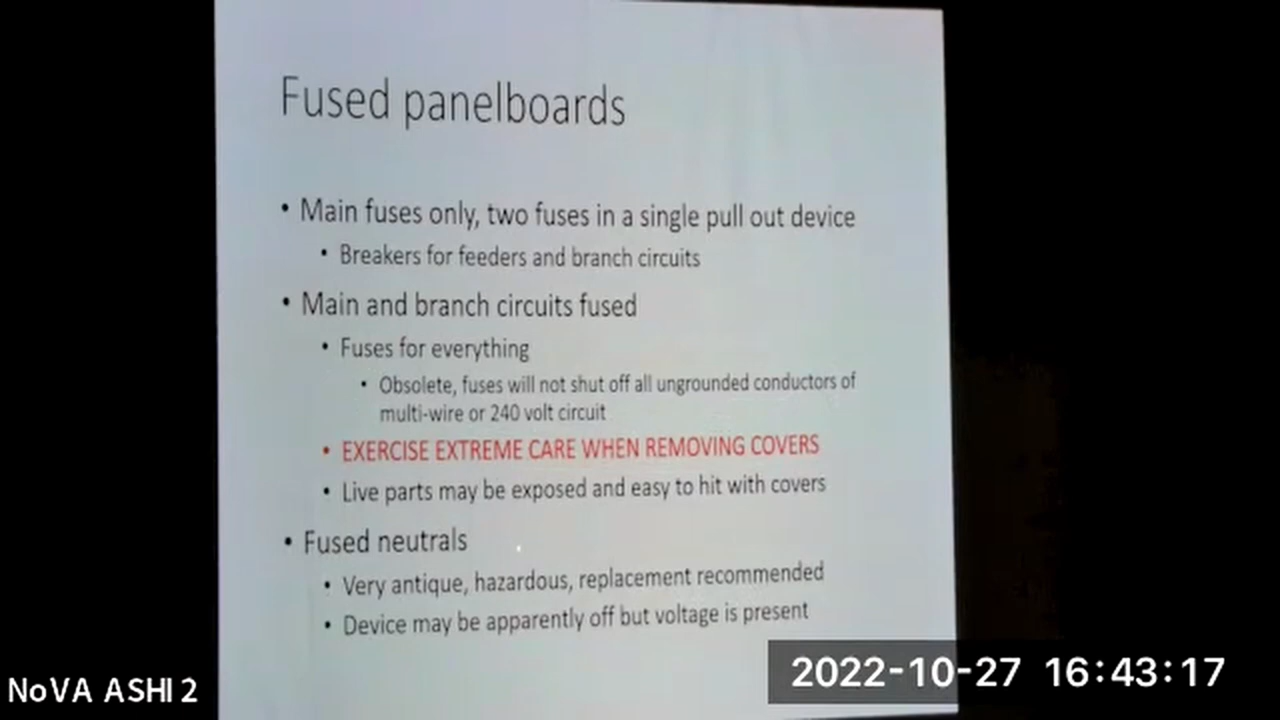 Fused panelboards
• Main fuses only, two fuses in a single pull out device
• Breakers for feeders and branch circuits
• Main and branch circuits fused
• Fuses for everything
• Obsolete, fuses will not shut off all ungrounded conductors of
multi-wire or 240 volt circuit
• EXERCISE EXTREME CARE WHEN REMOVING COVERS
• Live parts may be exposed and easy to hit with covers
• Fused neutrals
• Very antique, hazardous, replacement recommended
• Device may be apparently off but voltage is present
NoVA ASHI 2
2022-10-27 16:43:17